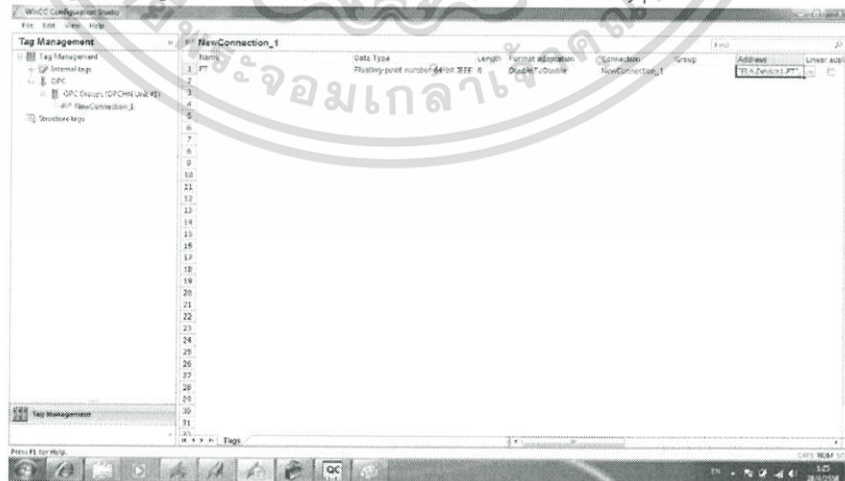 WinCC Configuration Studio
File Edit View Help
Tag Management
NewConnection_1
Find
Tag Management
Internal tags
OPC
OPC Groups (OPCHN Unit #1)
NewConnection_1
Structure tags
Name Data Type Length Format adaptation Connection Group Address Linear
1 PT Floating-point number 64-bit IEEE 8 DoubleToDouble NewConnection_1
2
3
4
5
6
7
8
9
10
11
12
13
14
15
16
17
18
19
20
21
22
23
24
25
26
27
28
29
30
31
Tag Management
Tags
Press F1 for Help.
CAPS NUM
EN